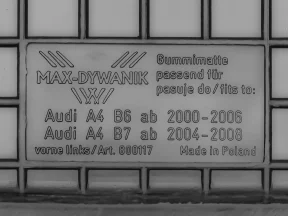 MAX-DYWANIK
Gummimatte
passend für
pasuje do/fits to:
Audi A4 B6 ab 2000-2006
Audi A4 B7 ab 2004-2008
vorne links/Art. 800117 Made in Poland